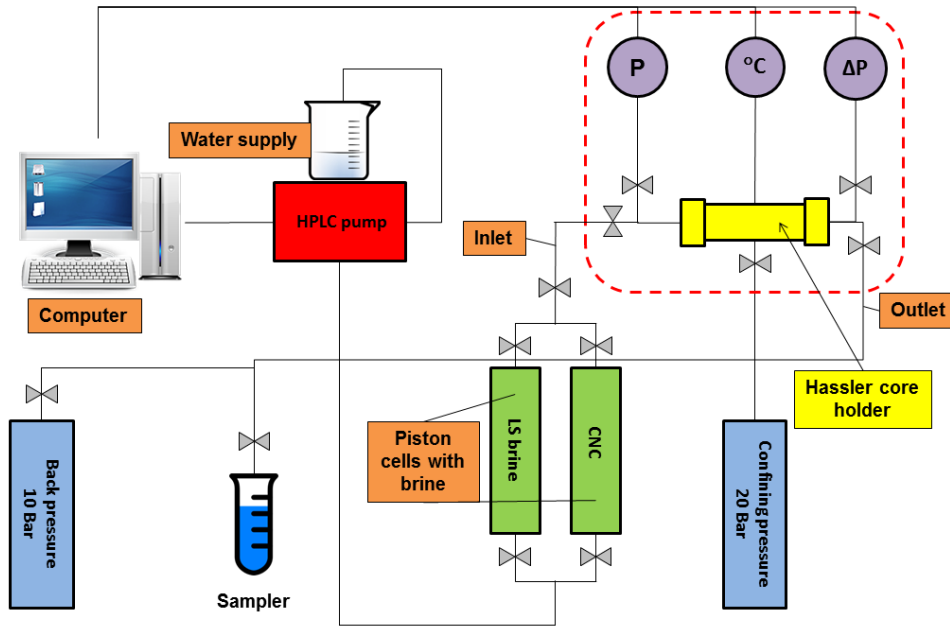 P
°C
ΔP
Water supply
HPLC pump
Inlet
Computer
Outlet
Hassler core
holder
LS brine
CNC
Piston
cells with
brine
Back pressure
10 Bar
Confining pressure
20 Bar
Sampler